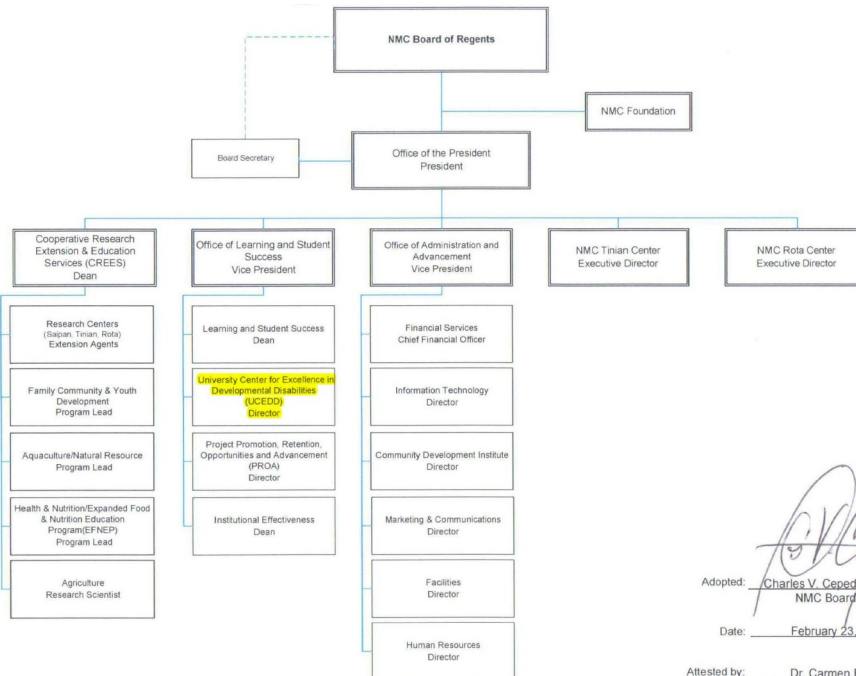 NMC Board of Regents
NMC Foundation
Board Secretary
Office of the President
President
Cooperative Research
Extension & Education
Services (CREES)
Dean
Office of Learning and Student
Success
Vice President
Office of Administration and
Advancement
Vice President
NMC Tinian Center
Executive Director
NMC Rota Center
Executive Director
Research Centers
(Saipan, Tinian, Rota)
Extension Agents
Family Community & Youth
Development
Program Lead
Aquaculture/Natural Resource
Program Lead
Health & Nutrition/Expanded Food
& Nutrition Education
Program(EFNEP)
Program Lead
Agriculture
Research Scientist
Learning and Student Success
Dean
University Center for Excellence in
Developmental Disabilities
(UCEDD)
Director
Project Promotion, Retention,
Opportunities and Advancement
(PROA)
Director
Institutional Effectiveness
Dean
Financial Services
Chief Financial Officer
Information Technology
Director
Community Development Institute
Director
Marketing & Communications
Director
Facilities
Director
Human Resources
Director
Adopted: Charles V. Ceped
NMC Board
Date: February 23,
Attested by: Dr. Carmen